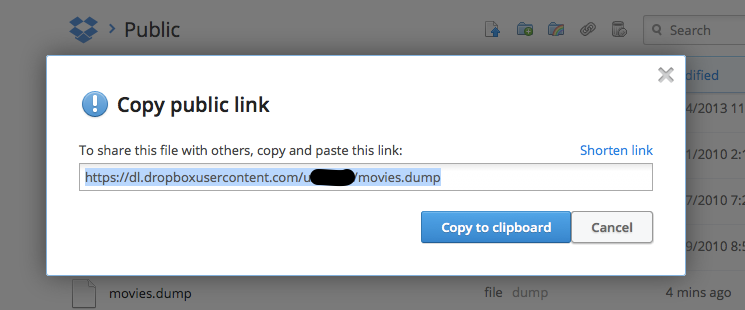 > Public
Search
Copy public link
To share this file with others, copy and paste this link:
Shorten link
https://dl.dropboxusercontent.com/u /movies.dump
Copy to clipboard
Cancel
dified
4/2013 11
1/2010 2:
7/2010 7:2
9/2010 8:5
movies.dump
file dump
4 mins ago